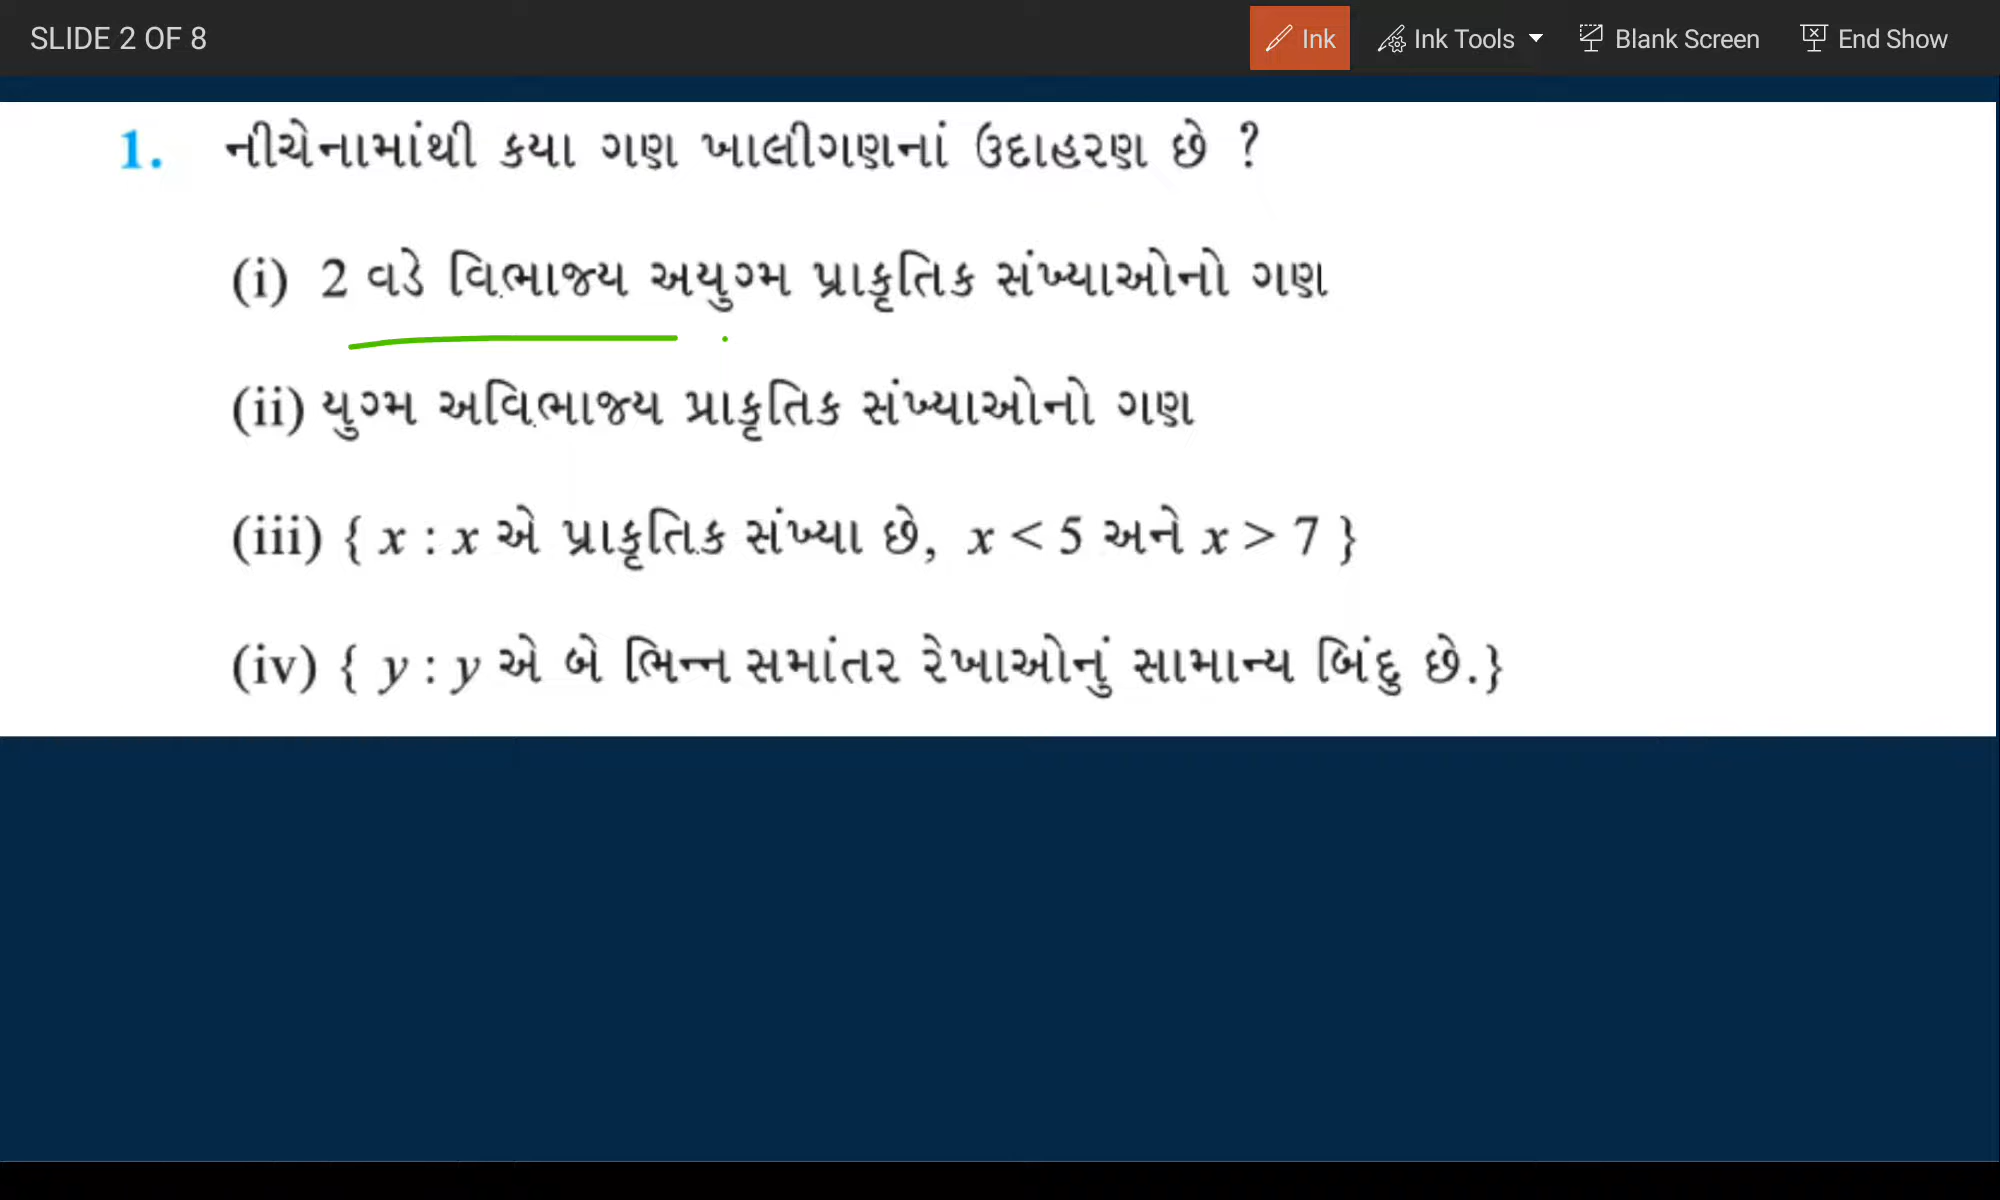 SLIDE 2 OF 8 Ink Ink Tools Blank Screen End Show
1. નીચેનામાંથી કયા ગણ ખાલીગણનાં ઉદાહરણ છે ?
(i) 2 વડે વિભાજ્ય અયુગ્મ પ્રાકૃતિક સંખ્યાઓનો ગણ
(ii) યુગ્મ અવિભાજ્ય પ્રાકૃતિક સંખ્યાઓનો ગણ
(iii) { x : x એ પ્રાકૃતિક સંખ્યા છે, x < 5 અને x > 7 }
(iv) { y : y એ બે ભિન્ન સમાંતર રેખાઓનું સામાન્ય બિંદુ છે.}